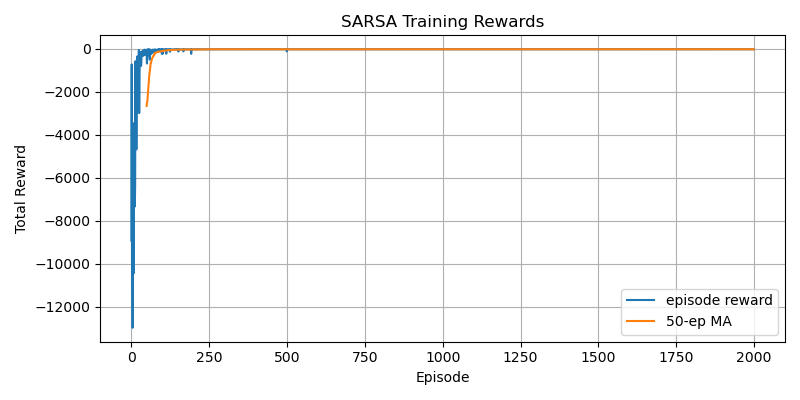 SARSA Training Rewards
Total Reward
0
−2000
−4000
−6000
−8000
−10000
−12000
episode reward
50-ep MA
0 250 500 750 1000 1250 1500 1750 2000
Episode